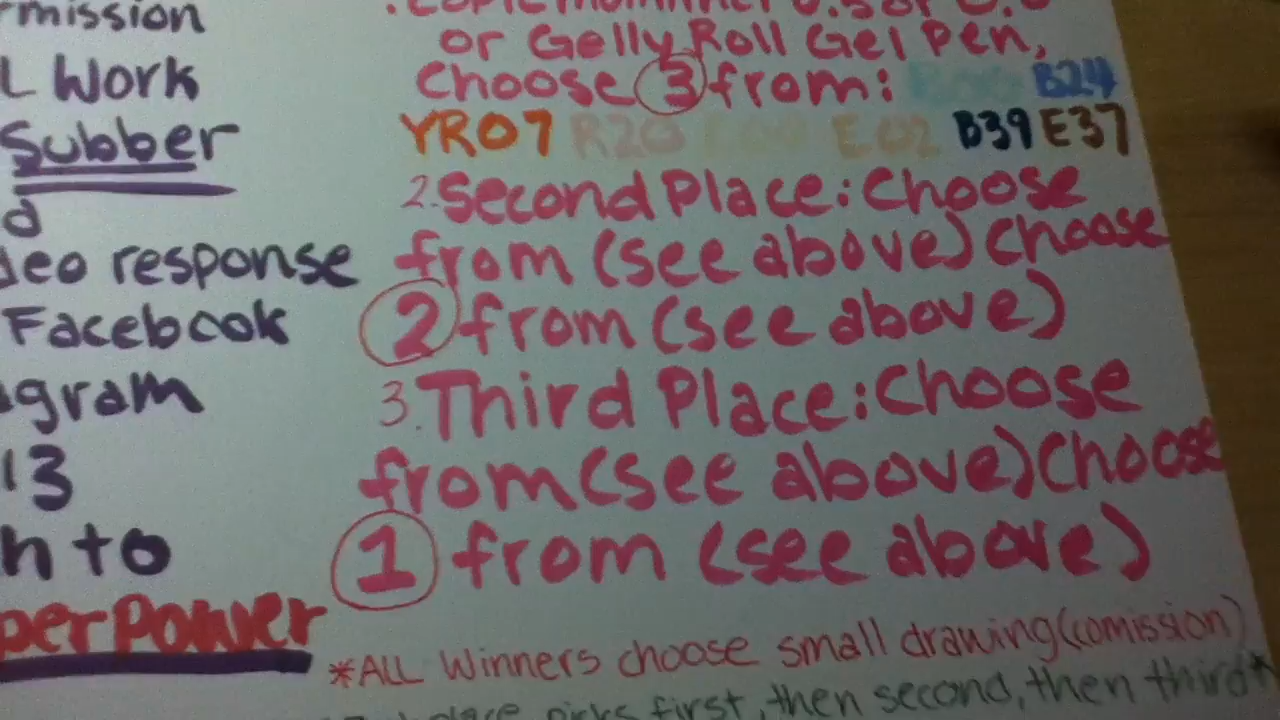 rmission
L Work
Subber
d
deo response
Facebook
gram
13
h to
perPower
or Gelly Roll Gel Pen,
Choose 3 from: B24
YR07 R20 E02 B39 E37
2. Second Place: Choose
from (see above) Choose
2 from (see above)
3. Third Place: Choose
from (see above) Choose
1 from (see above)
*ALL Winners choose small drawing (comission)
place picks first, then second, then third*